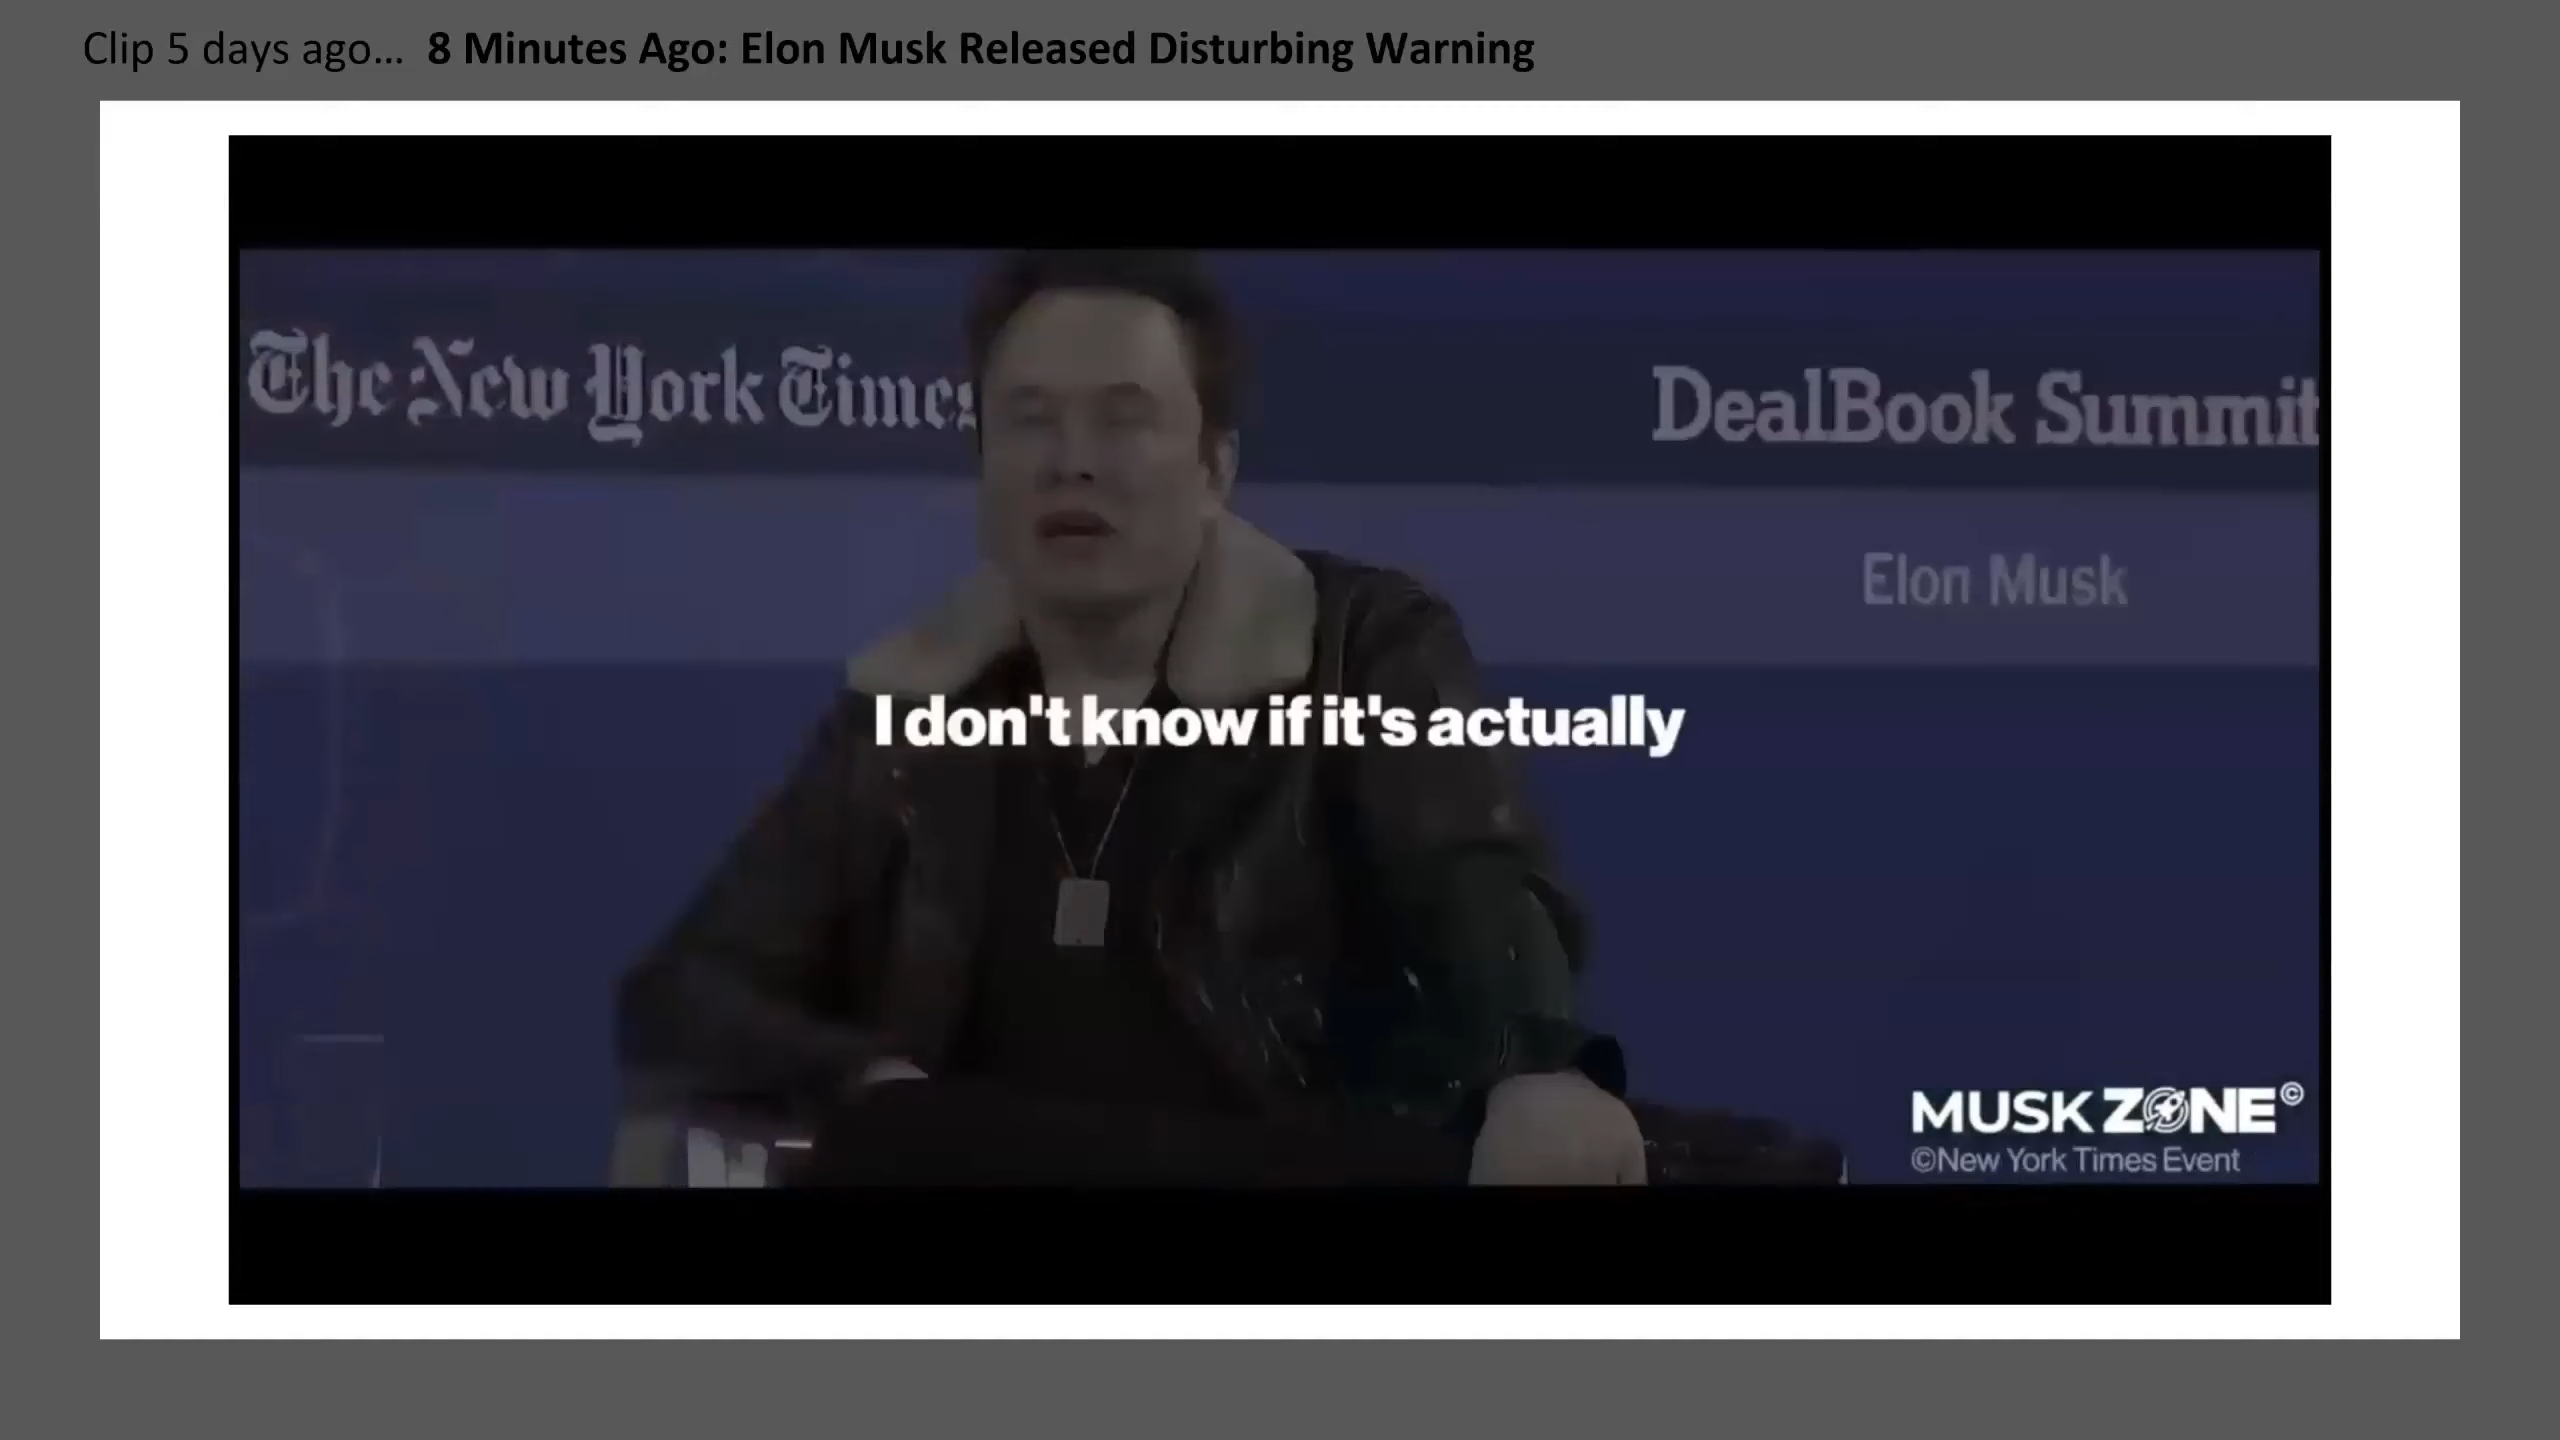 Clip 5 days ago... 8 Minutes Ago: Elon Musk Released Disturbing Warning
The New York Times
DealBook Summit
Elon Musk
I don't know if it's actually
MUSK ZONE©
©New York Times Event